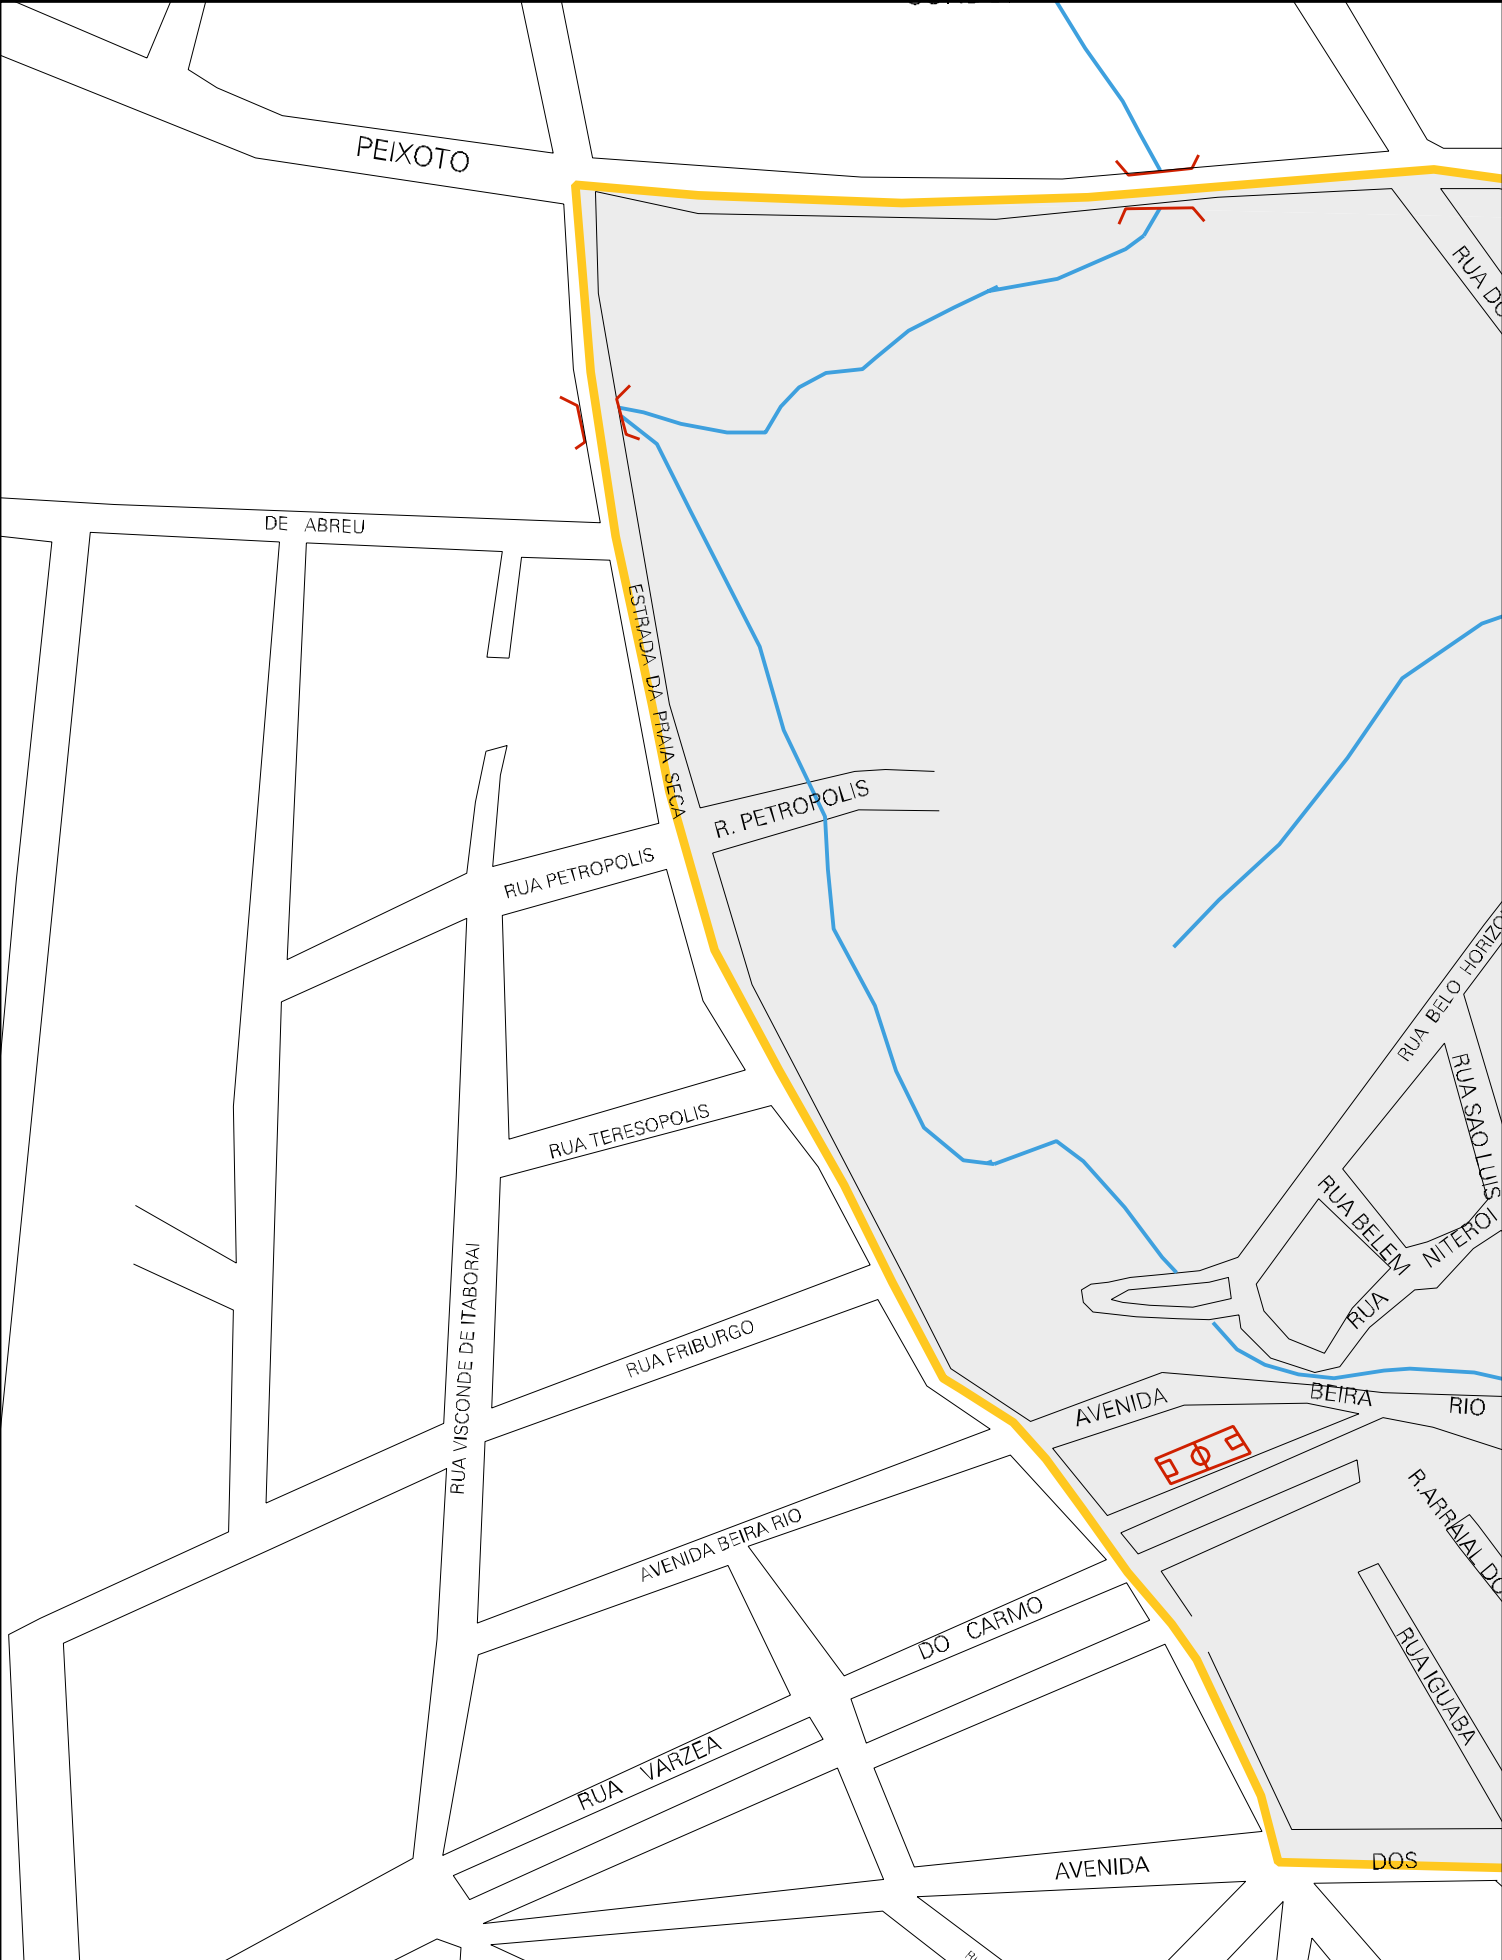 PEIXOTO
RUA
DE ABREU
ESTRADA DA PRAIA SECA
R. PETROPOLIS
RUA PETROPOLIS
RUA BELO
RUA SAO LUIS
RUA TERESOPOLIS
RUA BELEM
RUA NITEROI
RUA VISCONDE DE ITABORAI
RUA FRIBURGO
AVENIDA BEIRA RIO
R.ARRAIAL DO
AVENIDA BEIRA RIO
DO CARMO
RUA IGUABA
RUA VARZEA
AVENIDA DOS